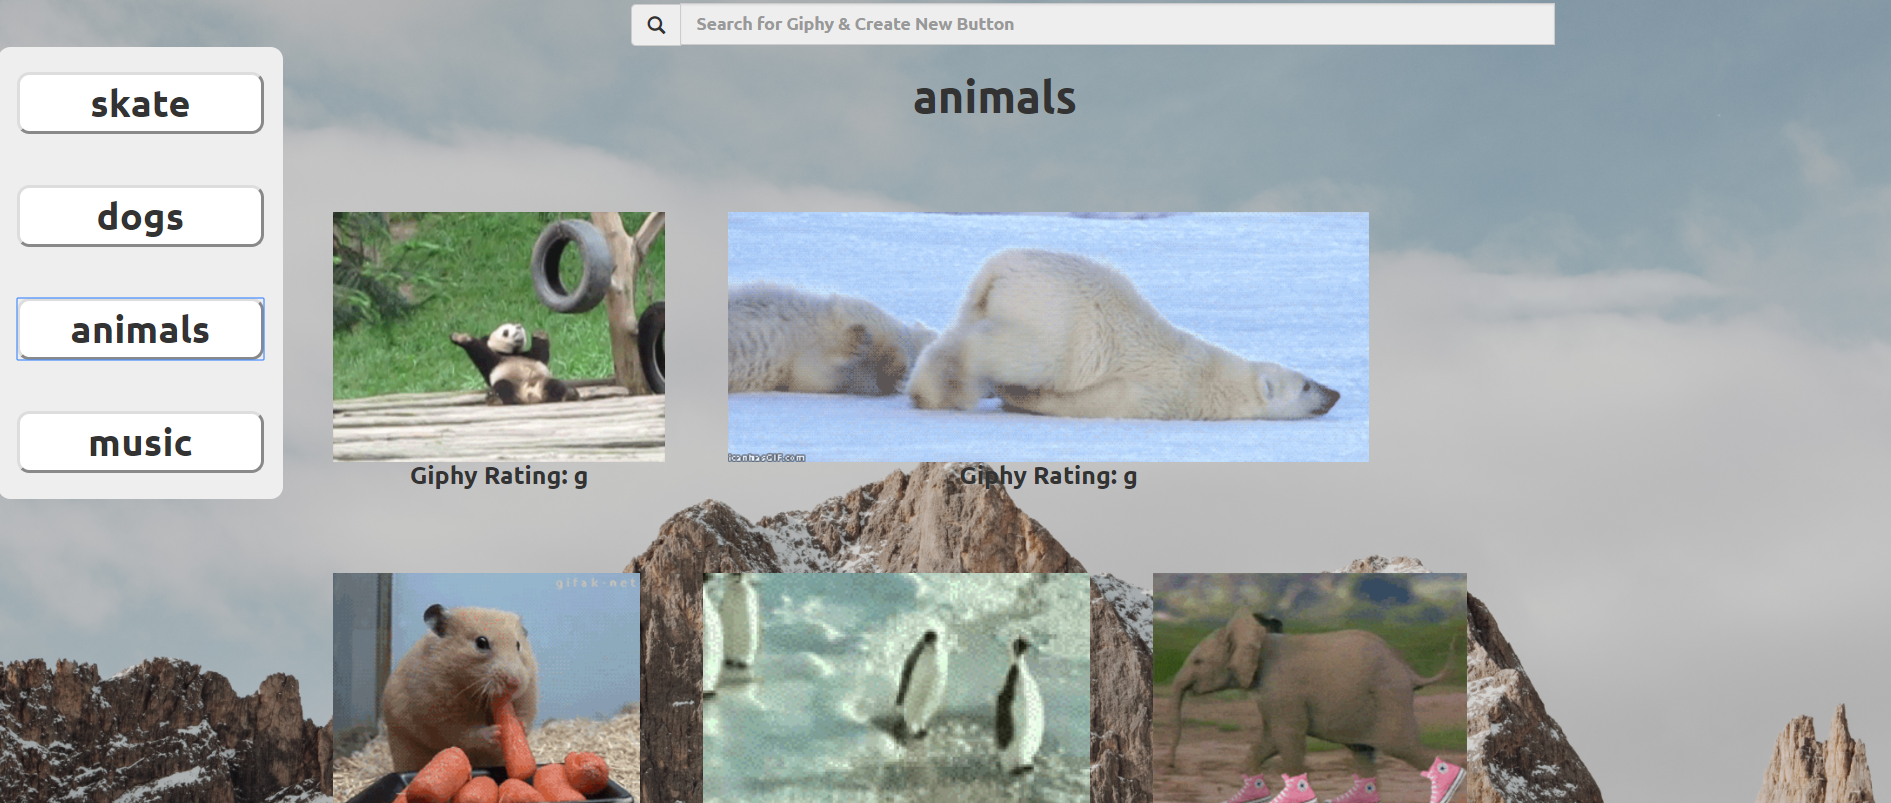 Search for Giphy & Create New Button
skate
dogs
animals
music
animals
icanhasGIF.com
Giphy Rating: g
Giphy Rating: g
gifak-net